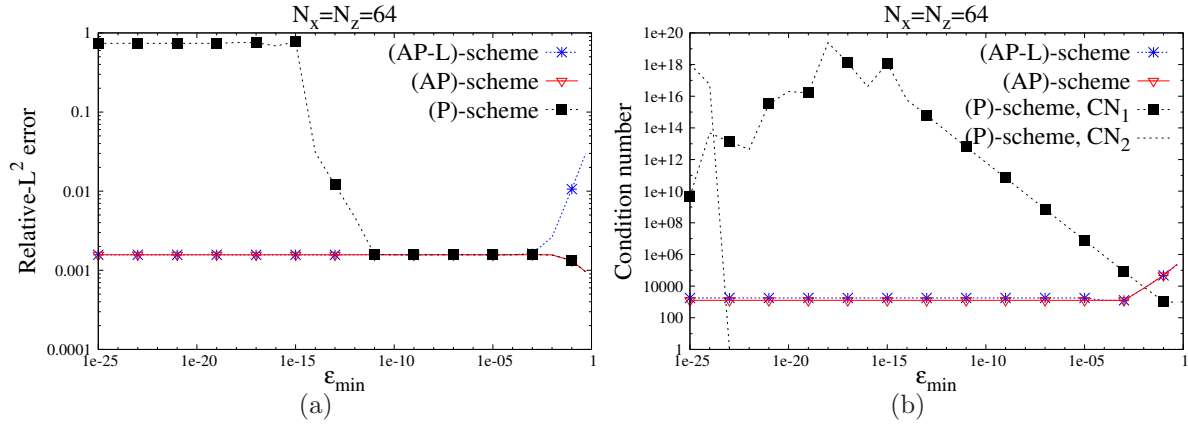 N_x=N_z=64
Relative-L^2 error
1
0.1
0.01
0.001
0.0001
(AP-L)-scheme
(AP)-scheme
(P)-scheme
1e-25
1e-20
1e-15
1e-10
1e-05
1
ε_min
(a)
N_x=N_z=64
Condition number
1e+20
1e+18
1e+16
1e+14
1e+12
1e+10
1e+08
1e+06
10000
100
1
(AP-L)-scheme
(AP)-scheme
(P)-scheme, CN_1
(P)-scheme, CN_2
1e-25
1e-20
1e-15
1e-10
1e-05
1
ε_min
(b)